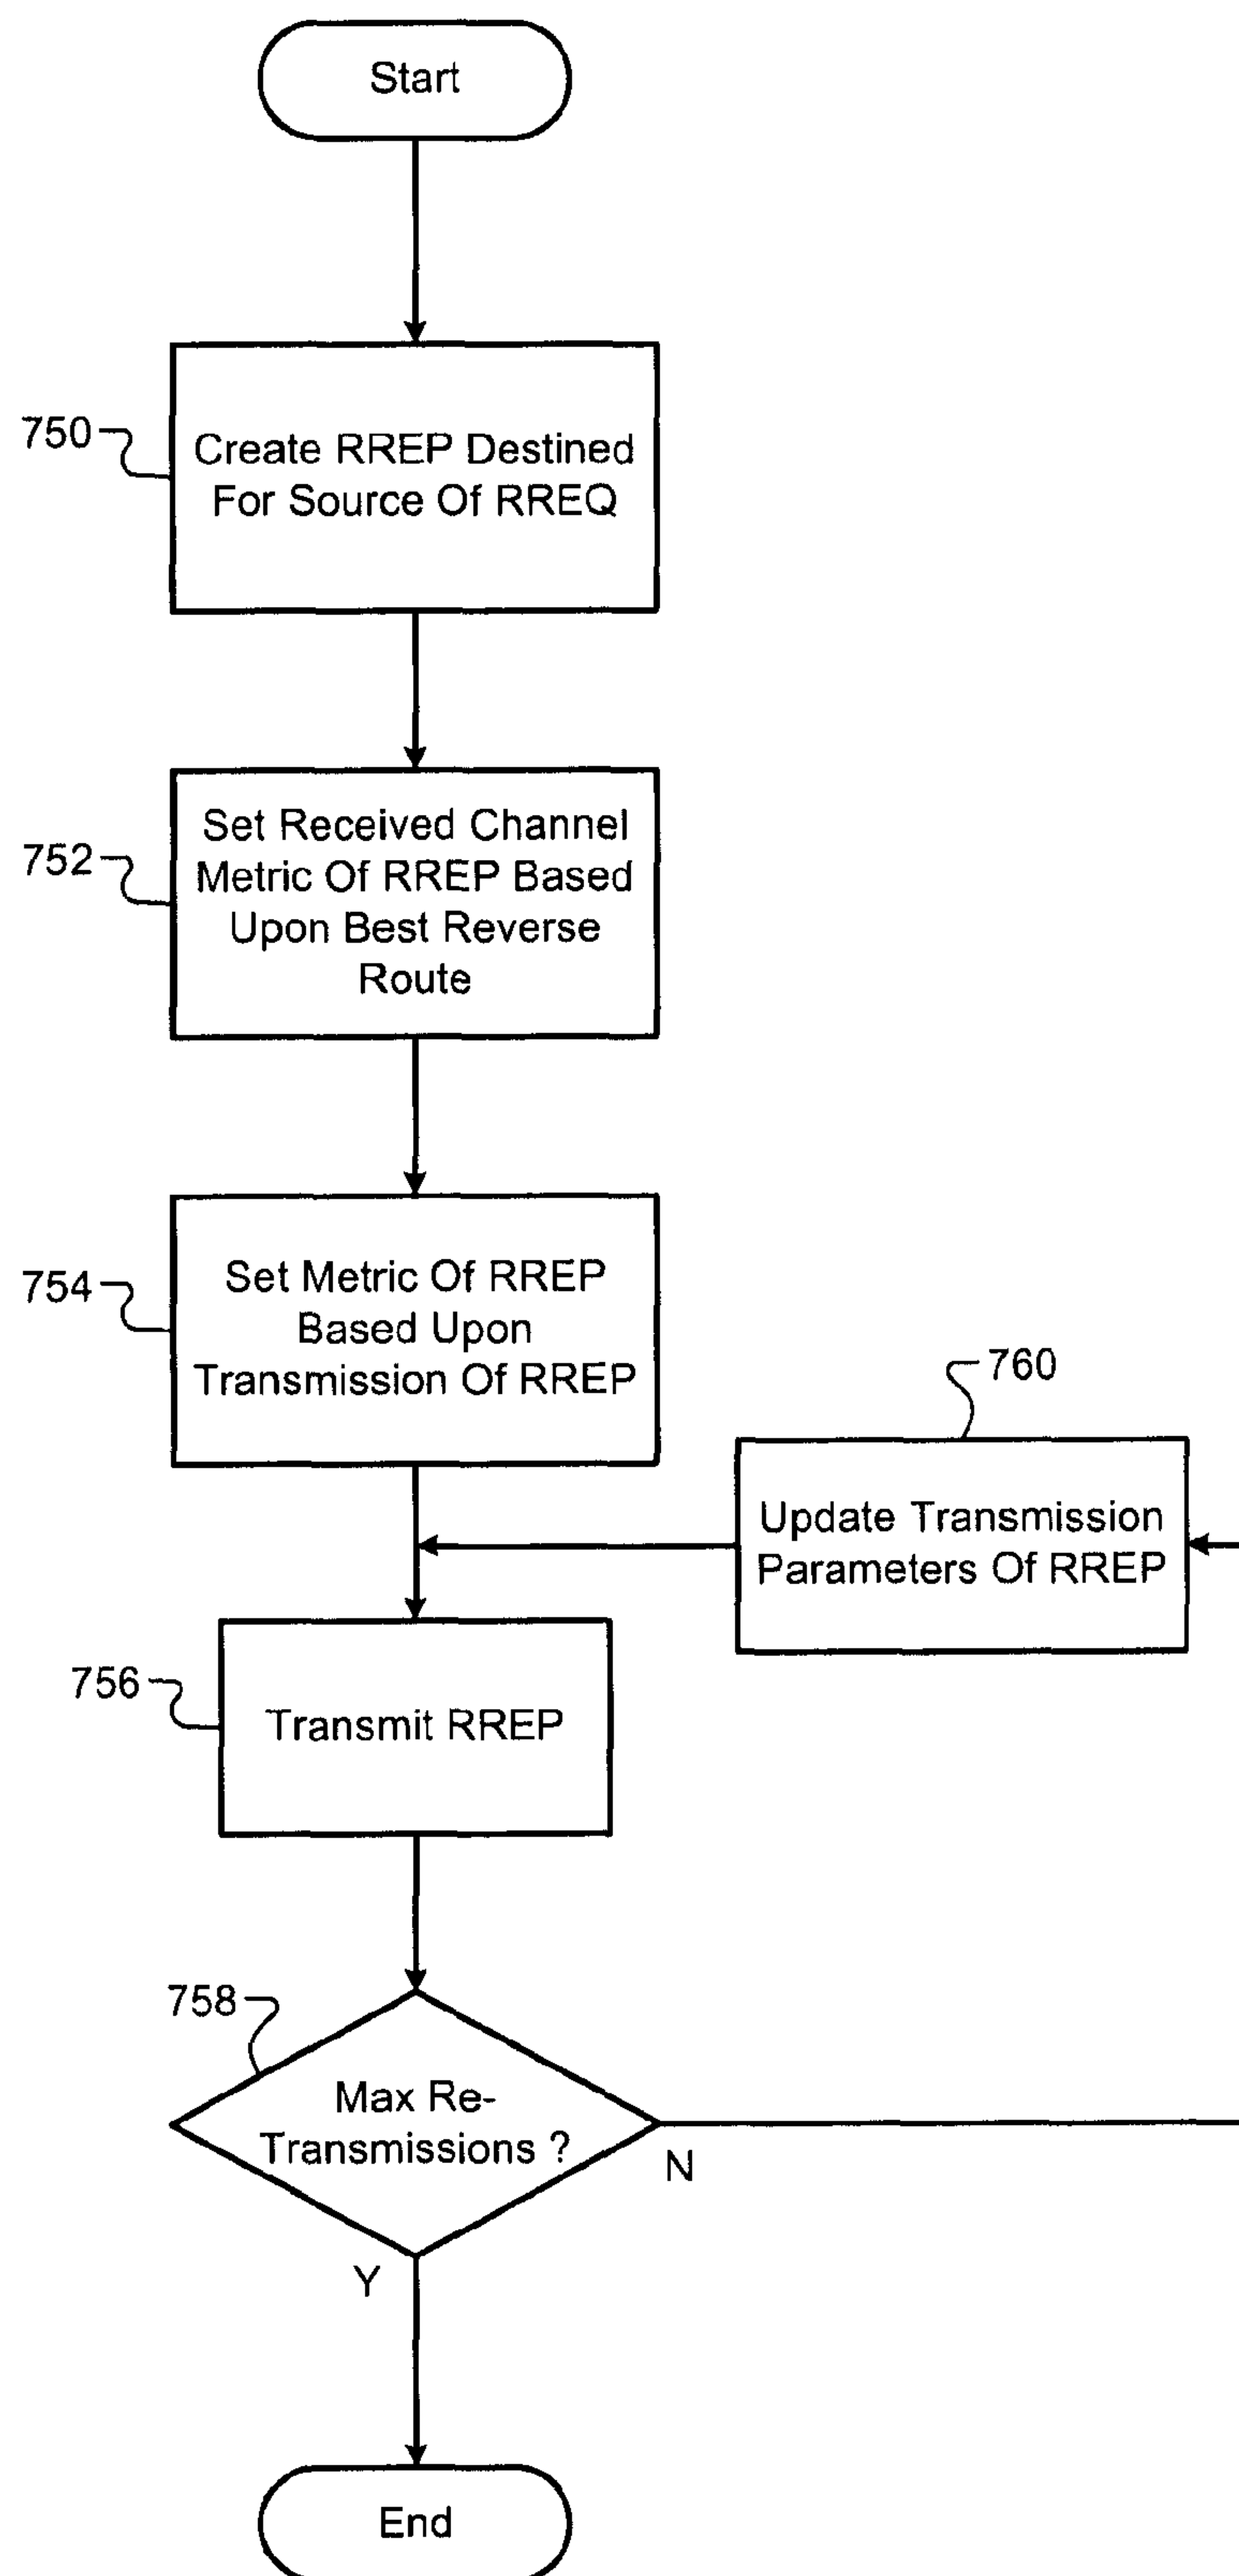 Start
750
Create RREP Destined
For Source Of RREQ
752
Set Received Channel
Metric Of RREP Based
Upon Best Reverse
Route
754
Set Metric Of RREP
Based Upon
Transmission Of RREP
760
Update Transmission
Parameters Of RREP
756
Transmit RREP
758
Max Re-
Transmissions ?
N
Y
End